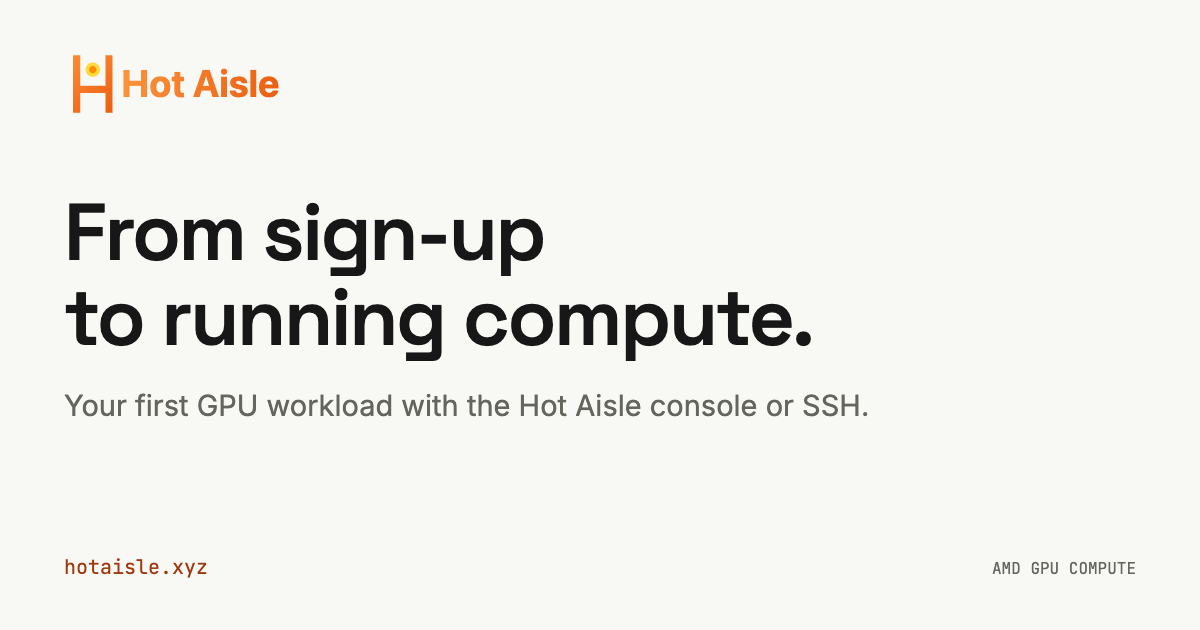 Hot Aisle
From sign-up
to running compute.
Your first GPU workload with the Hot Aisle console or SSH.
hotaisle.xyz
AMD GPU COMPUTE